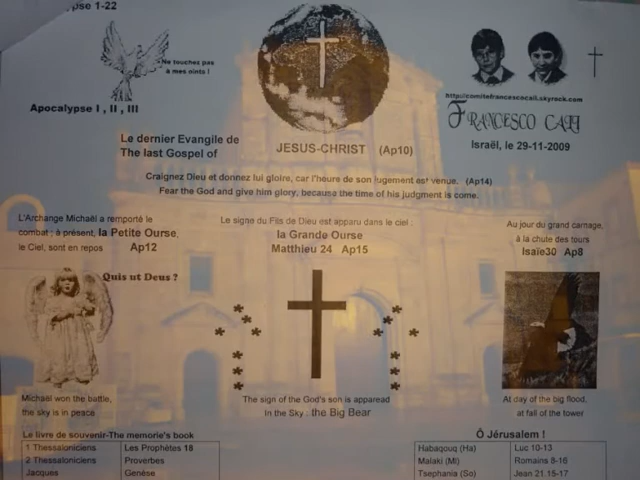 pse 1-22
Ne touchez pas
à mes oints !
Apocalypse I , II , III
http://comitefrancescocali.skyrock.com
FRANCESCO CALI
Israël, le 29-11-2009
Le dernier Evangile de
The last Gospel of
JESUS-CHRIST (Ap10)
Craignez Dieu et donnez lui gloire, car l'heure de son jugement est venue. (Ap14)
Fear the God and give him glory, because the time of his judgment is come.
L'Archange Michaël a remporté le
combat ; à présent, la Petite Ourse,
le Ciel, sont en repos Ap12
Quis ut Deus ?
Michaël won the battle,
the sky is in peace
Le signe du Fils de Dieu est apparu dans le ciel :
la Grande Ourse
Matthieu 24 Ap15
The sign of the God's son is apparead
In the Sky : the Big Bear
Au jour du grand carnage,
à la chute des tours
Isaïe30 Ap8
At day of the big flood,
at fall of the tower
Le livre de souvenir-The memorie's book
1 Thessaloniciens Les Prophètes 18
2 Thessaloniciens Proverbes
Jacques Genèse
Ô Jérusalem !
Habaqouq (Ha) Luc 10-13
Malaki (Ml) Romains 8-16
Tsephania (So) Jean 21.15-17